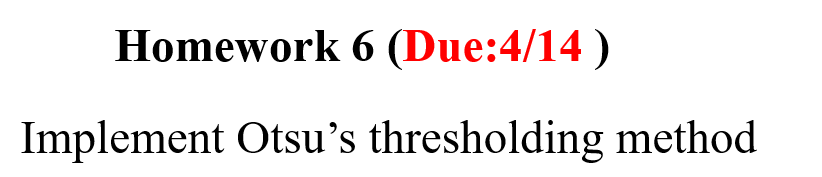 Homework 6 (Due:4/14 )
Implement Otsu’s thresholding method